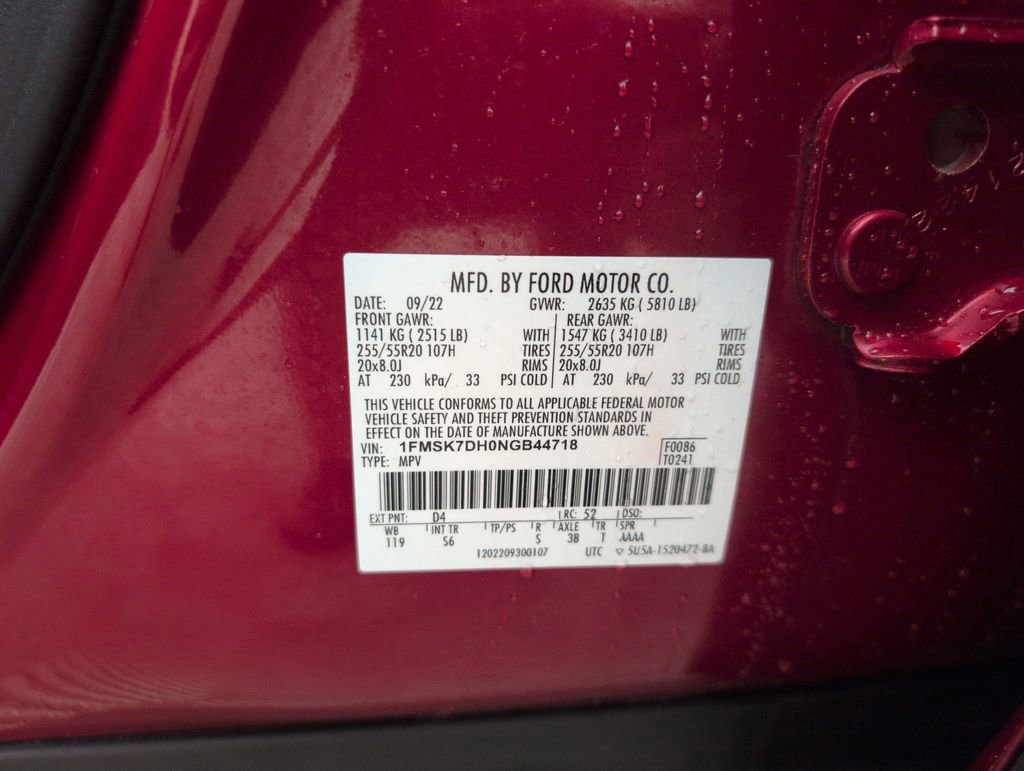 MFD. BY FORD MOTOR CO.
DATE: 09/22 GVWR: 2635 KG ( 5810 LB)
FRONT GAWR: REAR GAWR:
1141 KG ( 2515 LB) WITH 1547 KG ( 3410 LB) WITH
255/55R20 107H TIRES 255/55R20 107H TIRES
20x8.0J RIMS 20x8.0J RIMS
AT 230 kPa/ 33 PSI COLD AT 230 kPa/ 33 PSI COLD
THIS VEHICLE CONFORMS TO ALL APPLICABLE FEDERAL MOTOR
VEHICLE SAFETY AND THEFT PREVENTION STANDARDS IN
EFFECT ON THE DATE OF MANUFACTURE SHOWN ABOVE.
VIN: 1FMSK7DH0NGB44718 F0086
TYPE: MPV T0241
EXT PNT: D4 RC: 52 DSO:
WB INT TR TP/PS R AXLE TR SPR
119 S6 S 3B T AAAA
1202209300107 UTC ▽ 5U5A-1520472-BA